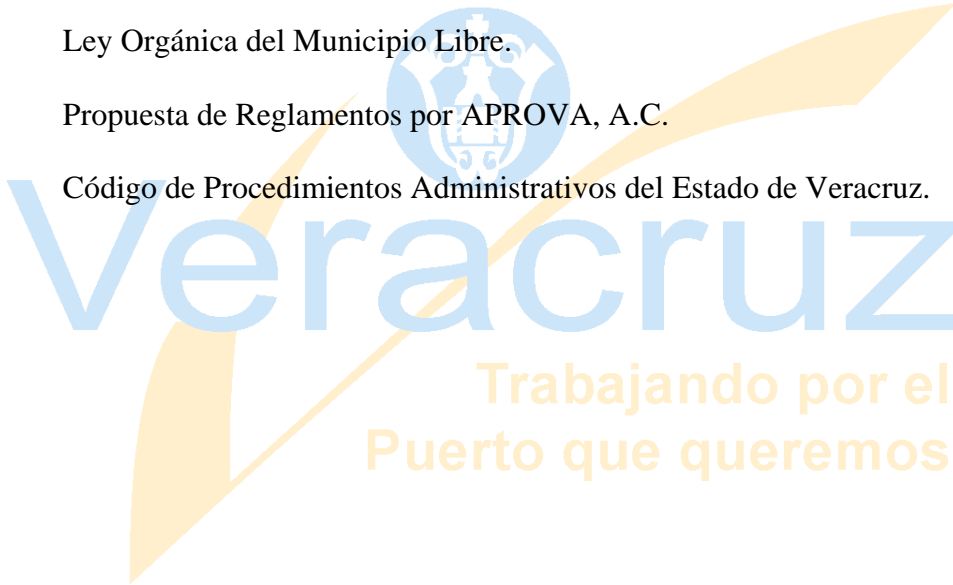 Ley Orgánica del Municipio Libre.
Propuesta de Reglamentos por APROVA, A.C.
Código de Procedimientos Administrativos del Estado de Veracruz.
Veracruz
Trabajando por el
Puerto que queremos